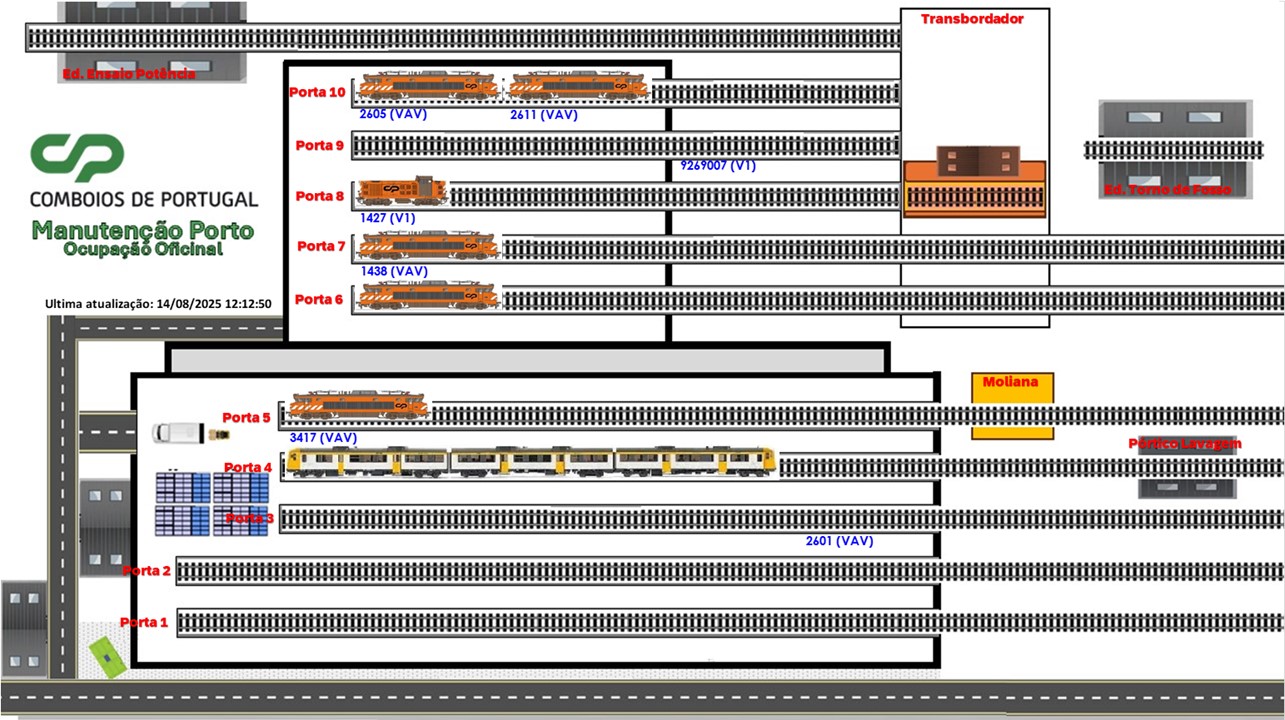 Transbordador
Ed. Ensaio Potência
Porta 10
2605 (VAV)
2611 (VAV)
Porta 9
9269007 (V1)
CP
COMBOIOS DE PORTUGAL
Manutenção Porto
Ocupação Oficinal
Ed. Torno de Fosso
Porta 8
1427 (V1)
Porta 7
1438 (VAV)
Porta 6
Ultima atualização: 14/08/2025 12:12:50
Moliana
Porta 5
3417 (VAV)
Pórtico Lavagem
Porta 4
Porta 3
2601 (VAV)
Porta 2
Porta 1